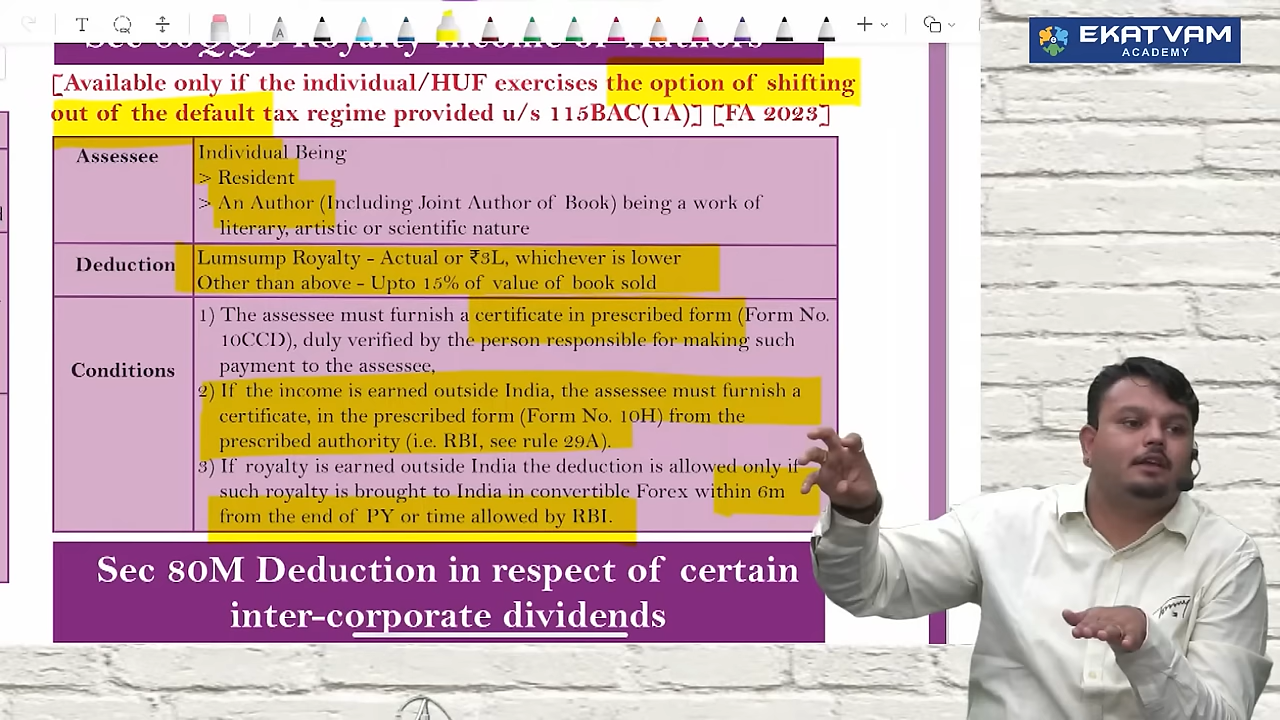 EKATVAM
ACADEMY
T
A
Sec 80QQB Royalty Income of Authors
[Available only if the individual/HUF exercises the option of shifting
out of the default tax regime provided u/s 115BAC(1A)] [FA 2023]
Assessee
Individual Being
> Resident
> An Author (Including Joint Author of Book) being a work of
literary, artistic or scientific nature
Deduction
Lumsump Royalty - Actual or ₹3L, whichever is lower
Other than above - Upto 15% of value of book sold
Conditions
1) The assessee must furnish a certificate in prescribed form (Form No.
10CCD), duly verified by the person responsible for making such
payment to the assessee,
2) If the income is earned outside India, the assessee must furnish a
certificate, in the prescribed form (Form No. 10H) from the
prescribed authority (i.e. RBI, see rule 29A).
3) If royalty is earned outside India the deduction is allowed only if
such royalty is brought to India in convertible Forex within 6m
from the end of PY or time allowed by RBI.
Sec 80M Deduction in respect of certain
inter-corporate dividends